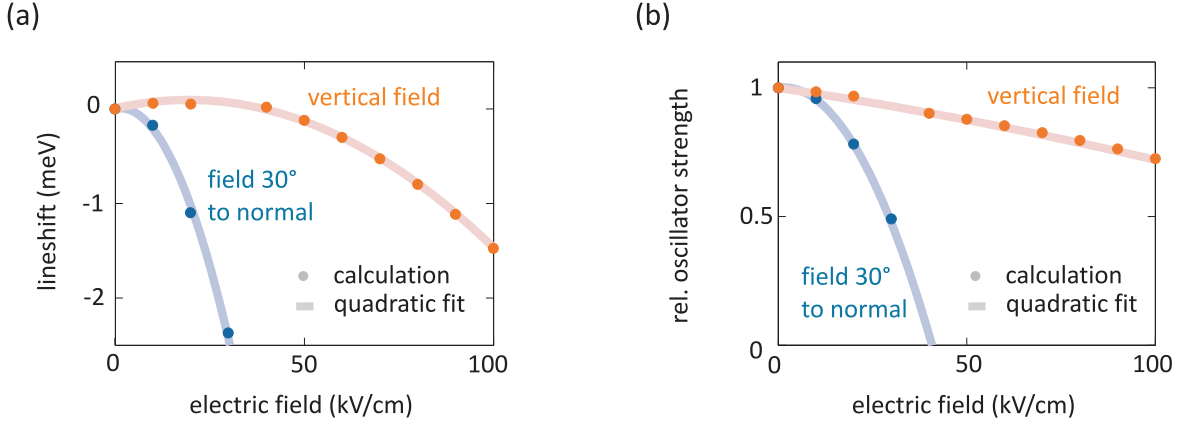 (a)
lineshift (meV)
0
-1
-2
vertical field
field 30°
to normal
calculation
quadratic fit
0
50
100
electric field (kV/cm)
(b)
rel. oscillator strength
1
0.5
0
vertical field
field 30°
to normal
calculation
quadratic fit
0
50
100
electric field (kV/cm)